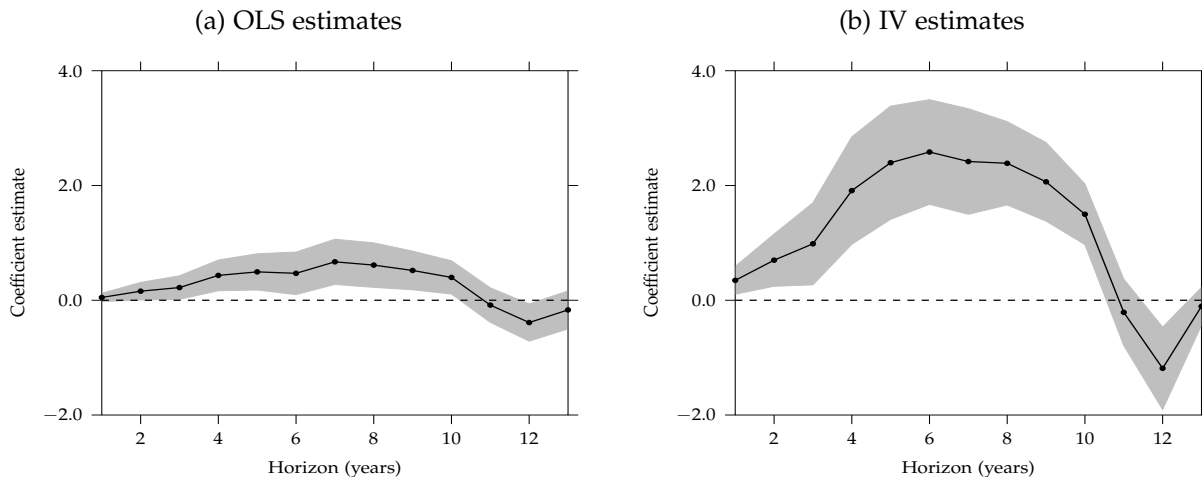 (a) OLS estimates
4.0
2.0
0.0
−2.0
Coefficient estimate
2 4 6 8 10 12
Horizon (years)
(b) IV estimates
4.0
2.0
0.0
−2.0
Coefficient estimate
2 4 6 8 10 12
Horizon (years)